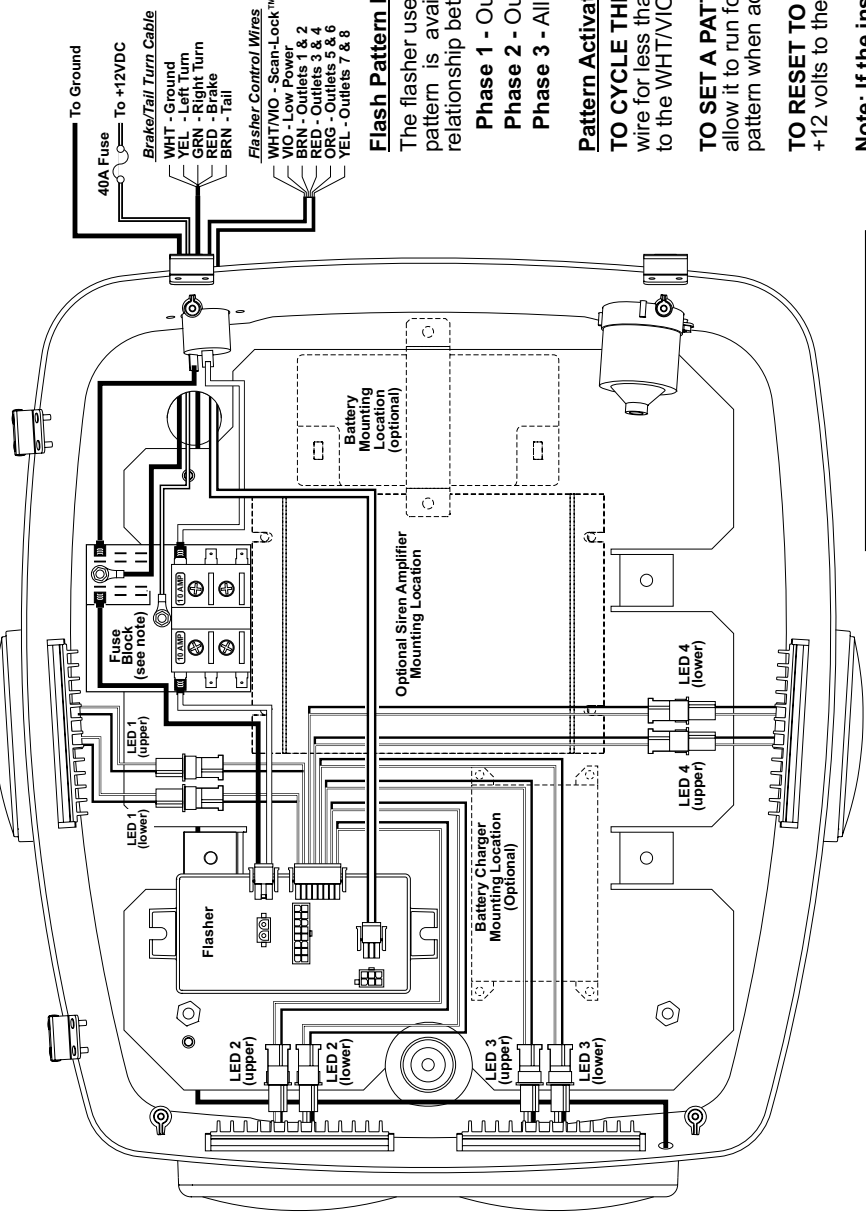 To Ground
40A Fuse
To +12VDC
Brake/Tail Turn Cable
WHT - Ground
YEL - Left Turn
GRN - Right Turn
RED - Brake
BRN - Tail
Flasher Control Wires
WHT/VIO - Scan-Lock™
VIO - Low Power
BRN - Outlets 1 & 2
RED - Outlets 3 & 4
ORG - Outlets 5 & 6
YEL - Outlets 7 & 8
Flash Pattern
The flasher use
pattern is avai
relationship bet
Phase 1 - Ou
Phase 2 - Ou
Phase 3 - All
Pattern Activat
TO CYCLE THE
wire for less tha
to the WHT/VIO
TO SET A PATT
allow it to run fo
pattern when ac
TO RESET TO
+12 volts to the
Note: If the ins
Battery
Mounting
Location
(optional)
Fuse
Block
(see note)
10 AMP
10 AMP
Optional Siren Amplifier
Mounting Location
LED 1
(upper)
LED 1
(lower)
LED 4
(lower)
LED 4
(upper)
Flasher
Battery Charger
Mounting Location
(Optional)
LED 2
(upper)
LED 2
(lower)
LED 3
(upper)
LED 3
(lower)